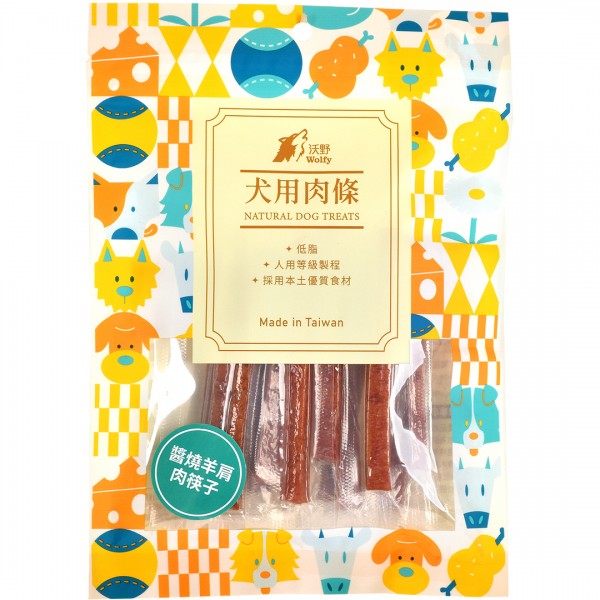 沃野
Wolfy
犬用肉條
NATURAL DOG TREATS
低脂
人用等級製程
採用本土優質食材
Made in Taiwan
醬燒羊肩
肉筷子